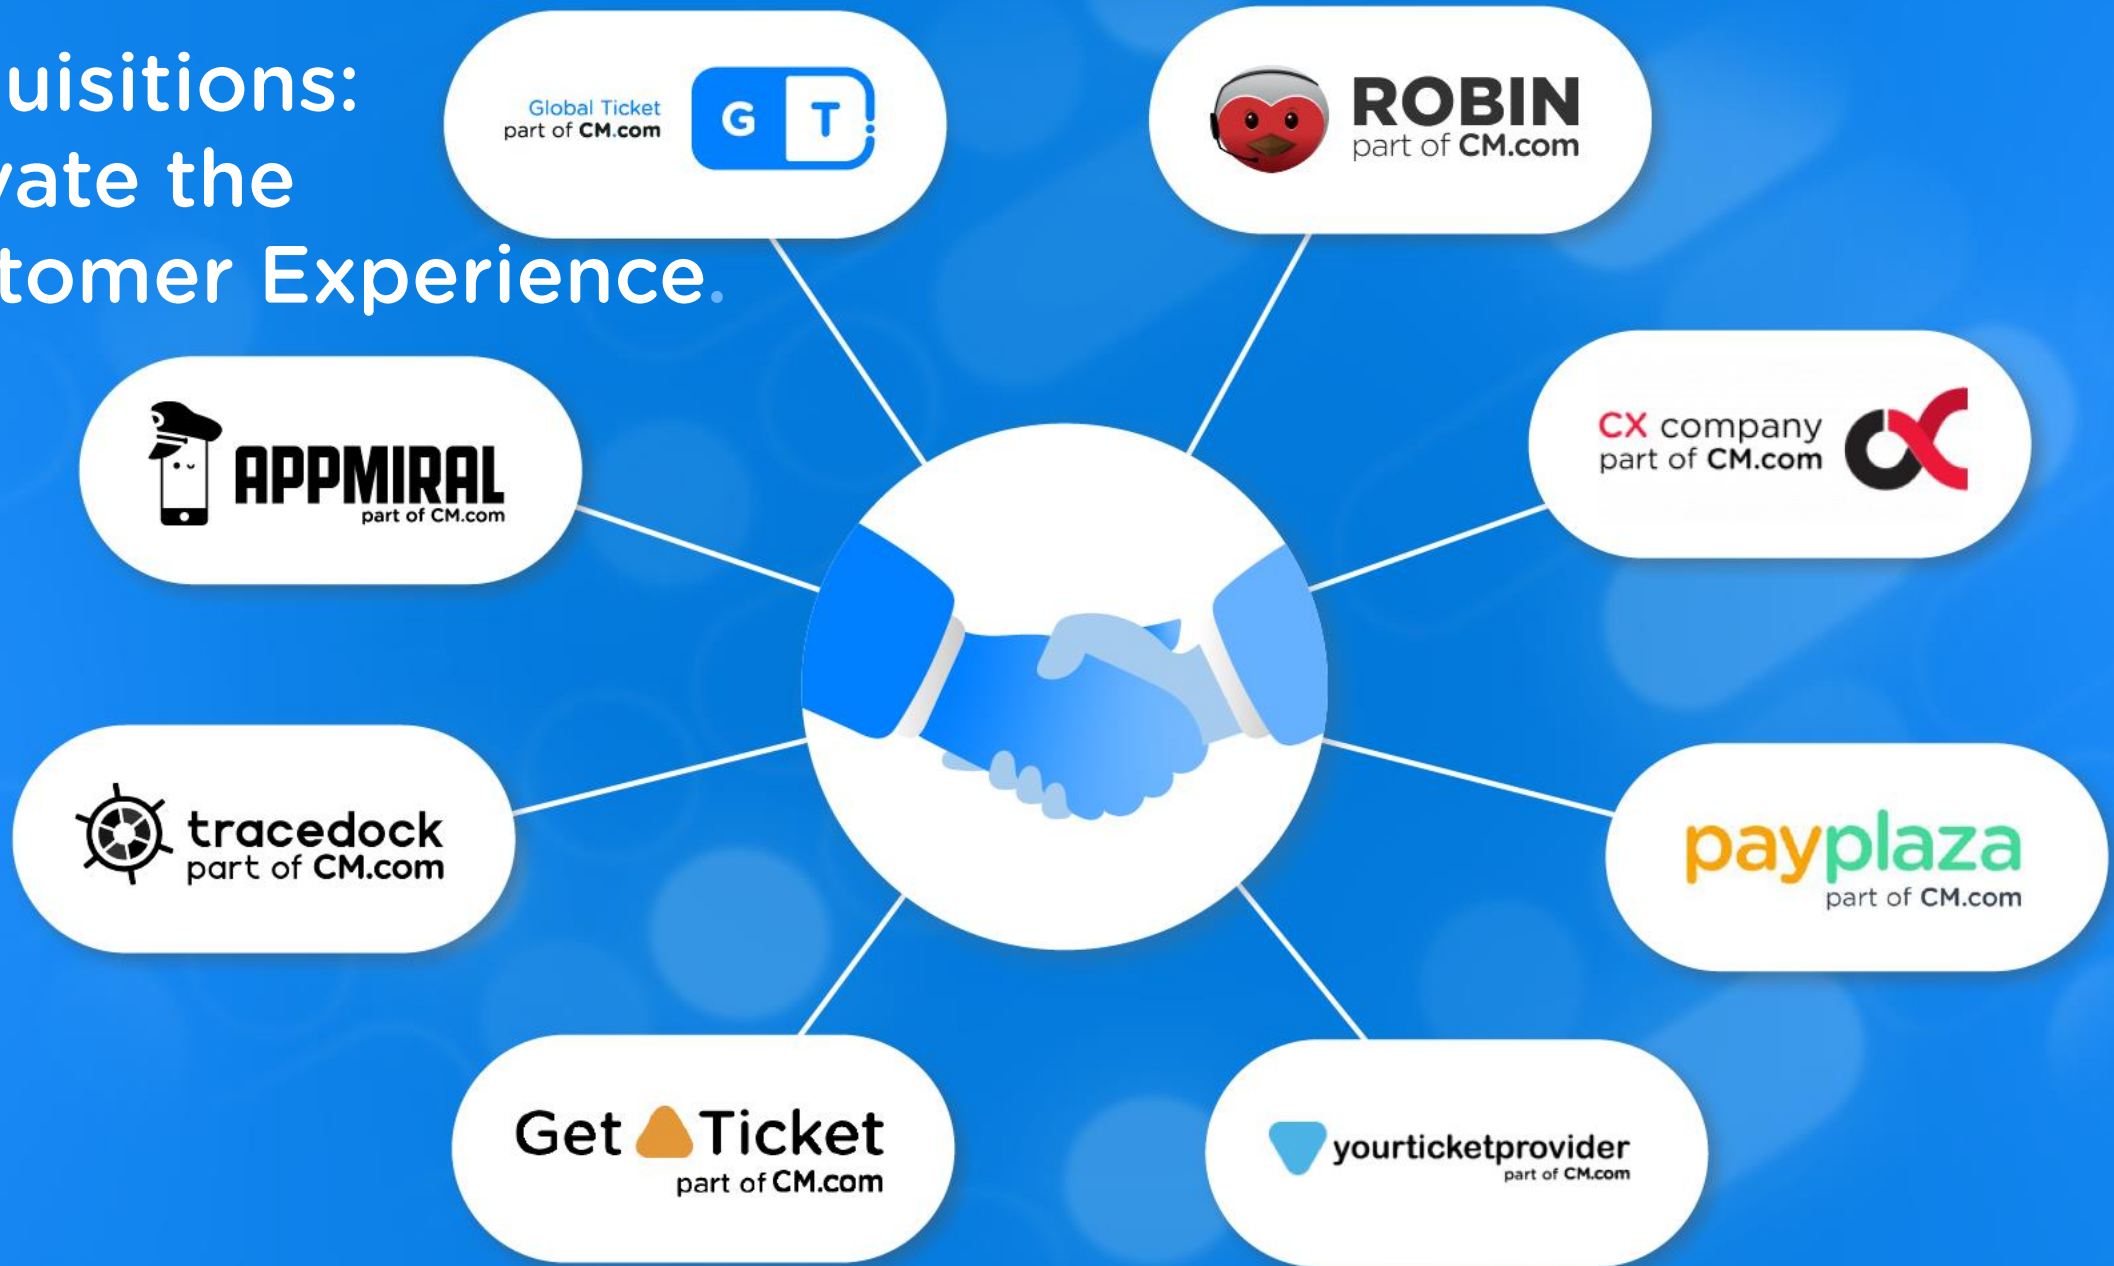 uisitions:
vate the
tomer Experience.
Global Ticket
part of CM.com
G T
ROBIN
part of CM.com
APPMIRAL
part of CM.com
CX company
part of CM.com
CX
tracedock
part of CM.com
payplaza
part of CM.com
Get Ticket
part of CM.com
yourticketprovider
part of CM.com